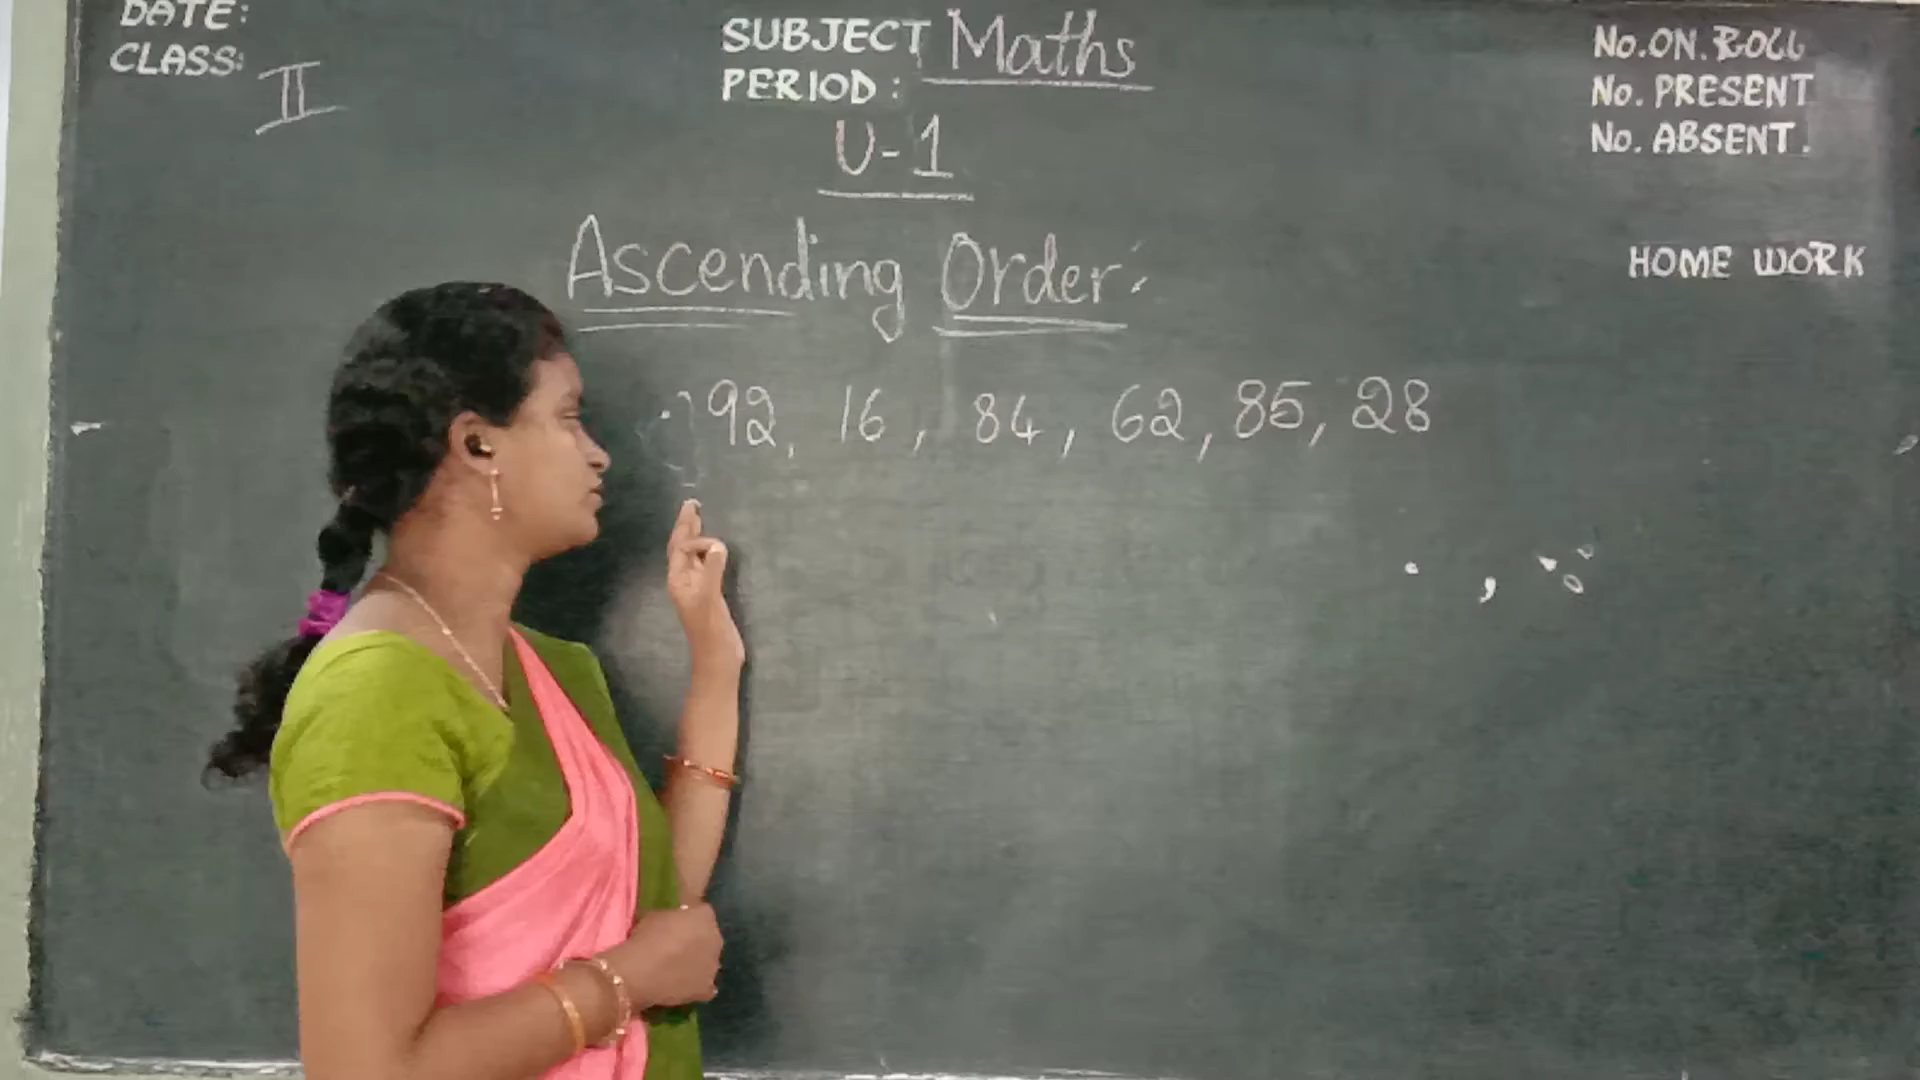 DATE:
CLASS: II
SUBJECT Maths
PERIOD :
U-1
Ascending Order:
92, 16, 84, 62, 85, 28
No. ON. ROLL
No. PRESENT
No. ABSENT.
HOME WORK